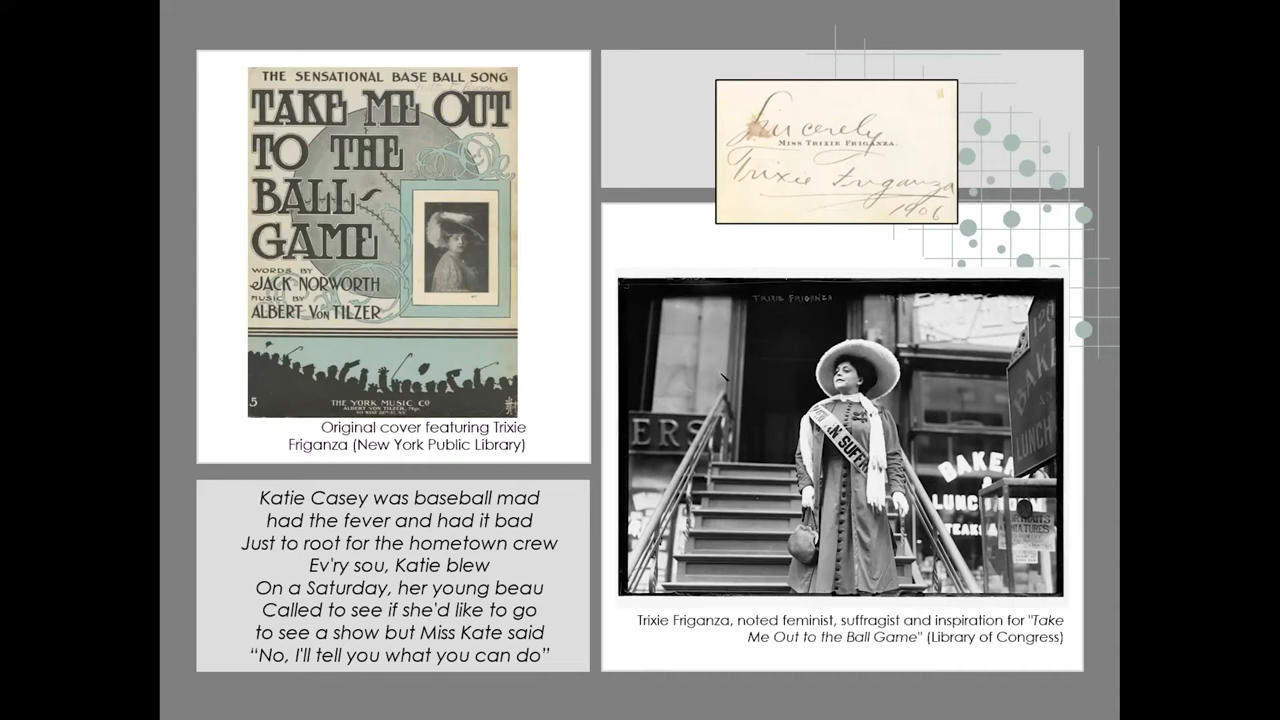 THE SENSATIONAL BASE BALL SONG
TAKE ME OUT
TO THE
BALL-
GAME
WORDS BY
JACK NORWORTH
MUSIC BY
ALBERT VON TILZER
5
THE YORK MUSIC CO
ALBERT VON TILZER, Mgr.
Original cover featuring Trixie
Friganza (New York Public Library)
Katie Casey was baseball mad
had the fever and had it bad
Just to root for the hometown crew
Ev'ry sou, Katie blew
On a Saturday, her young beau
Called to see if she'd like to go
to see a show but Miss Kate said
“No, I'll tell you what you can do”
Sincerely
MISS TRIXIE FRIGANZA.
Trixie Friganza
1906
TRIXIE FRIGANZA
ERS
SUFFR
BAKE
LUNCH
BAKE
LUNCH
STEAKS
PORTRAITS
MINIATURES
Trixie Friganza, noted feminist, suffragist and inspiration for "Take
Me Out to the Ball Game" (Library of Congress)